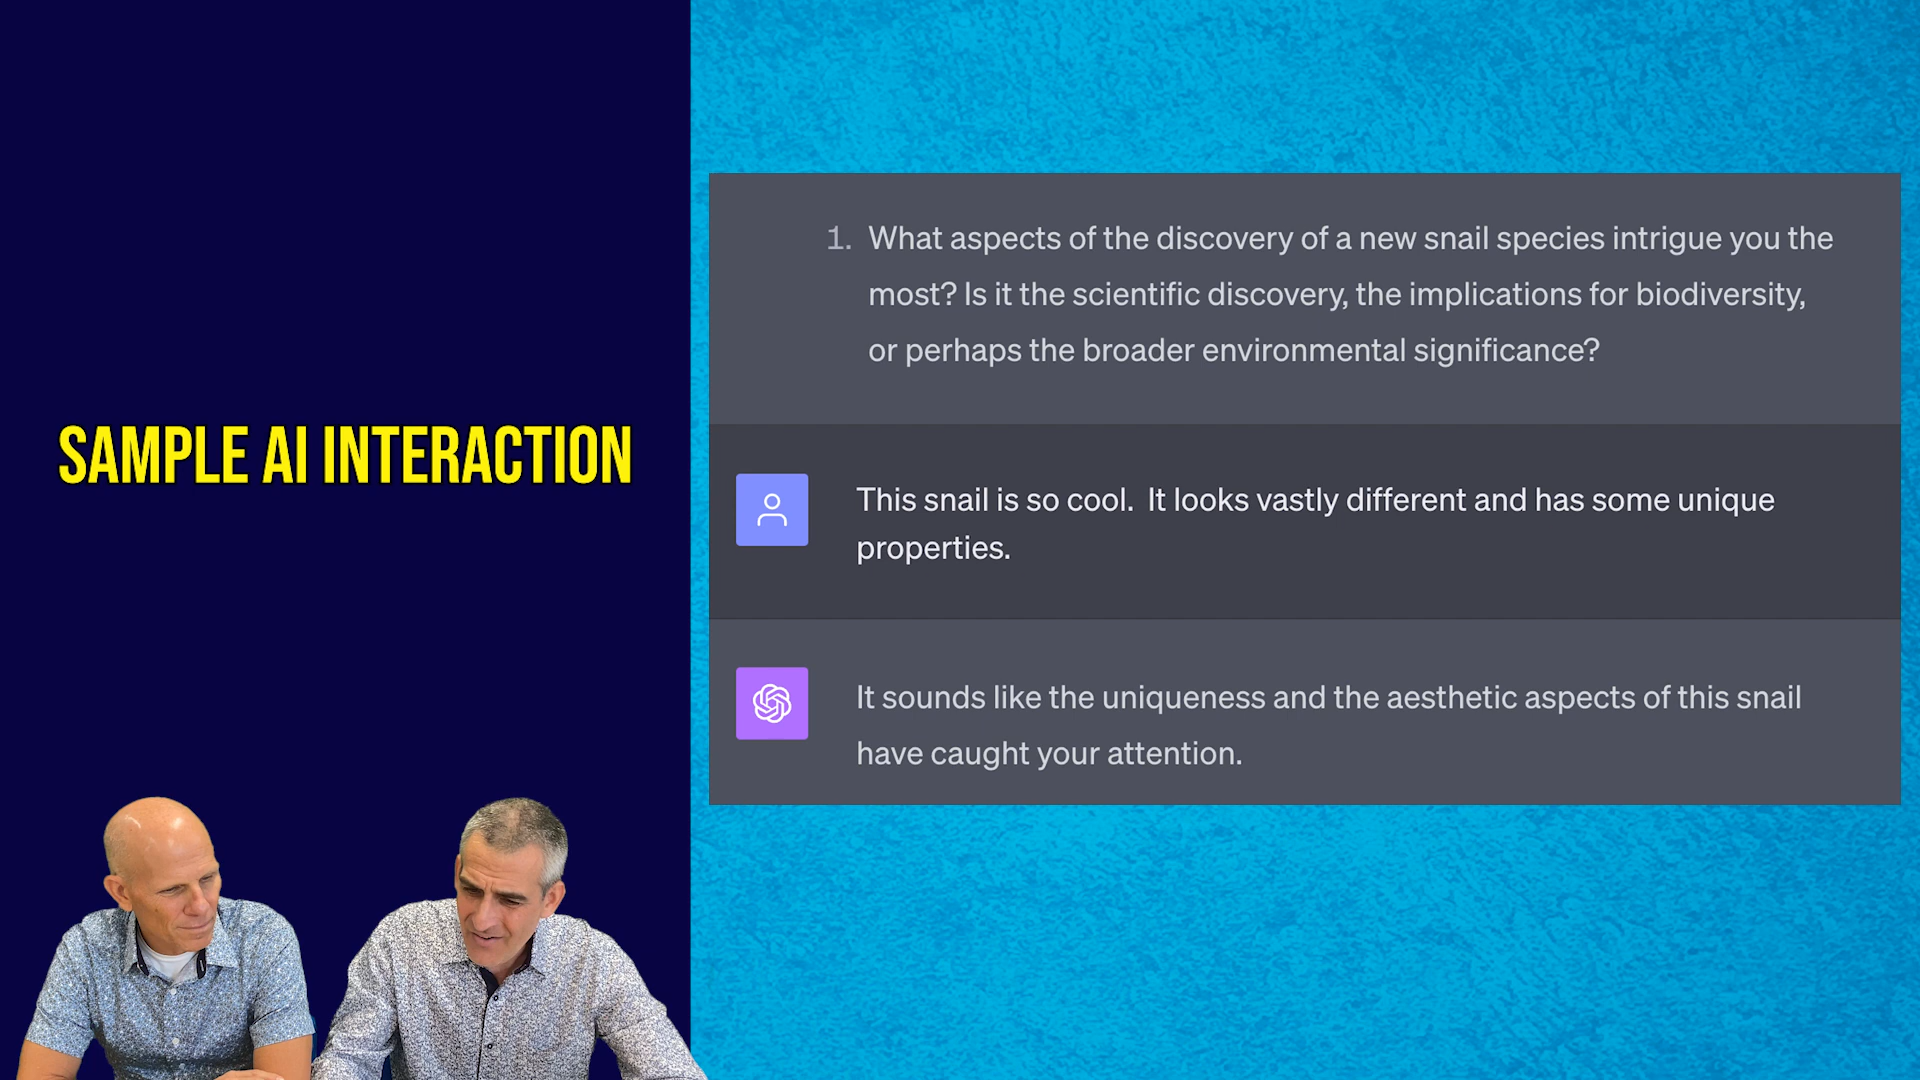 SAMPLE AI INTERACTION
1. What aspects of the discovery of a new snail species intrigue you the
most? Is it the scientific discovery, the implications for biodiversity,
or perhaps the broader environmental significance?
This snail is so cool.  It looks vastly different and has some unique
properties.
It sounds like the uniqueness and the aesthetic aspects of this snail
have caught your attention.